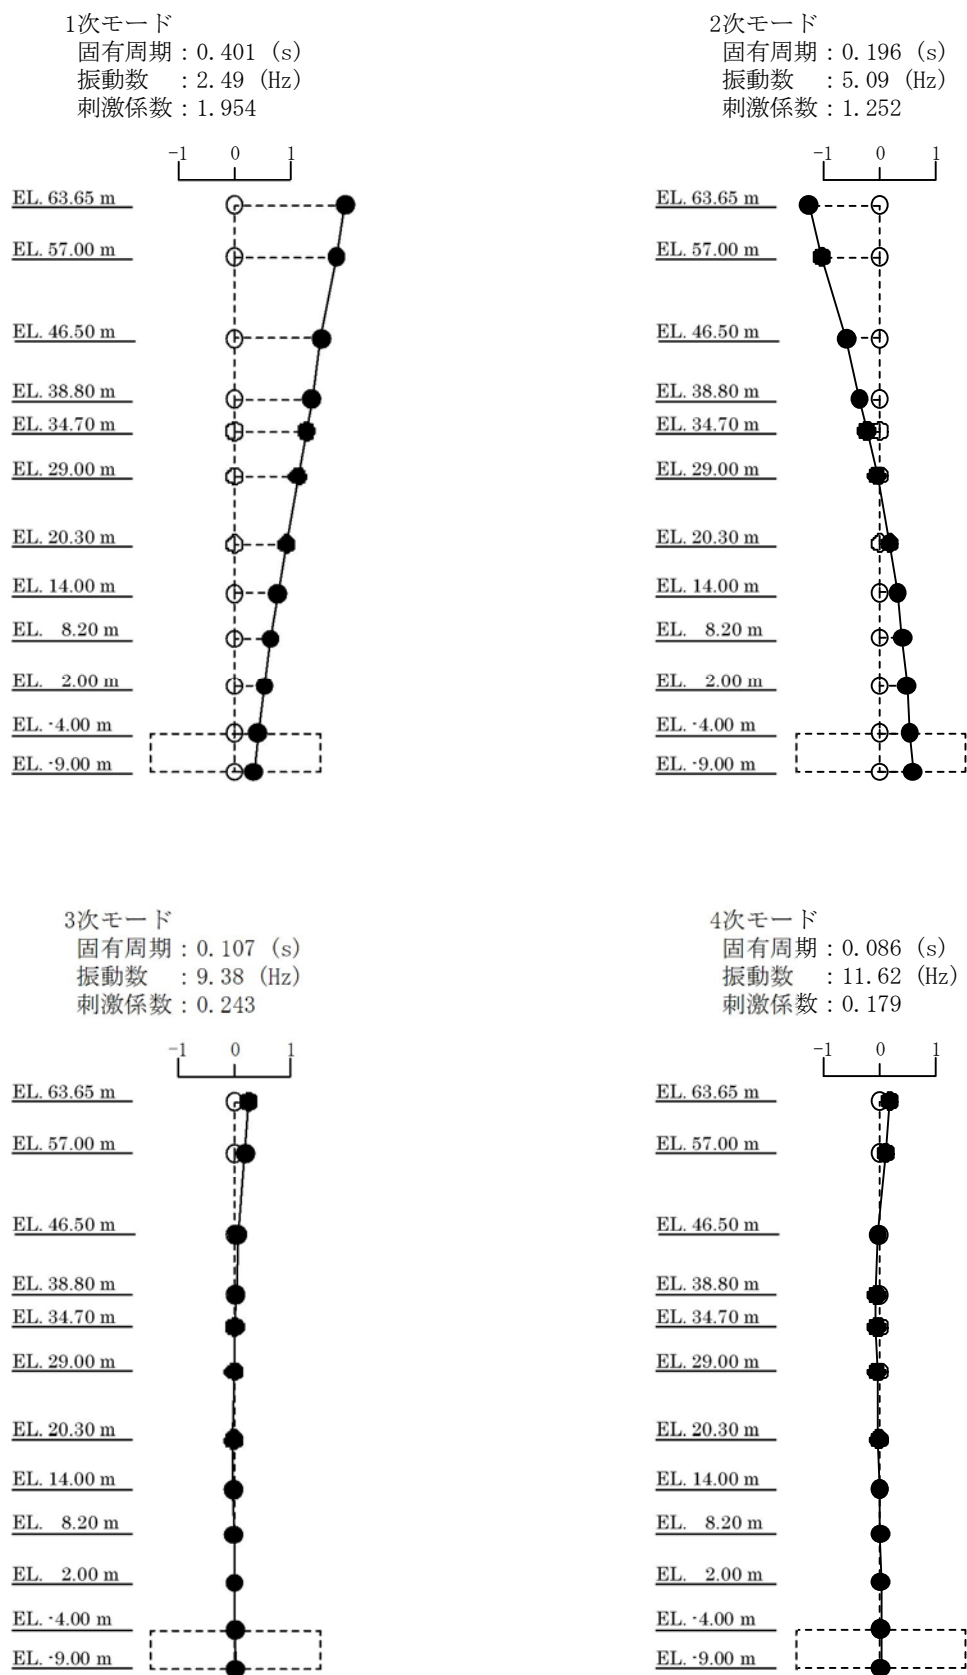 1次モード
固有周期：0.401 (s)
振動数　：2.49 (Hz)
刺激係数：1.954
-1 0 1
EL. 63.65 m
EL. 57.00 m
EL. 46.50 m
EL. 38.80 m
EL. 34.70 m
EL. 29.00 m
EL. 20.30 m
EL. 14.00 m
EL. 8.20 m
EL. 2.00 m
EL. -4.00 m
EL. -9.00 m
2次モード
固有周期：0.196 (s)
振動数　：5.09 (Hz)
刺激係数：1.252
-1 0 1
EL. 63.65 m
EL. 57.00 m
EL. 46.50 m
EL. 38.80 m
EL. 34.70 m
EL. 29.00 m
EL. 20.30 m
EL. 14.00 m
EL. 8.20 m
EL. 2.00 m
EL. -4.00 m
EL. -9.00 m
3次モード
固有周期：0.107 (s)
振動数　：9.38 (Hz)
刺激係数：0.243
-1 0 1
EL. 63.65 m
EL. 57.00 m
EL. 46.50 m
EL. 38.80 m
EL. 34.70 m
EL. 29.00 m
EL. 20.30 m
EL. 14.00 m
EL. 8.20 m
EL. 2.00 m
EL. -4.00 m
EL. -9.00 m
4次モード
固有周期：0.086 (s)
振動数　：11.62 (Hz)
刺激係数：0.179
-1 0 1
EL. 63.65 m
EL. 57.00 m
EL. 46.50 m
EL. 38.80 m
EL. 34.70 m
EL. 29.00 m
EL. 20.30 m
EL. 14.00 m
EL. 8.20 m
EL. 2.00 m
EL. -4.00 m
EL. -9.00 m